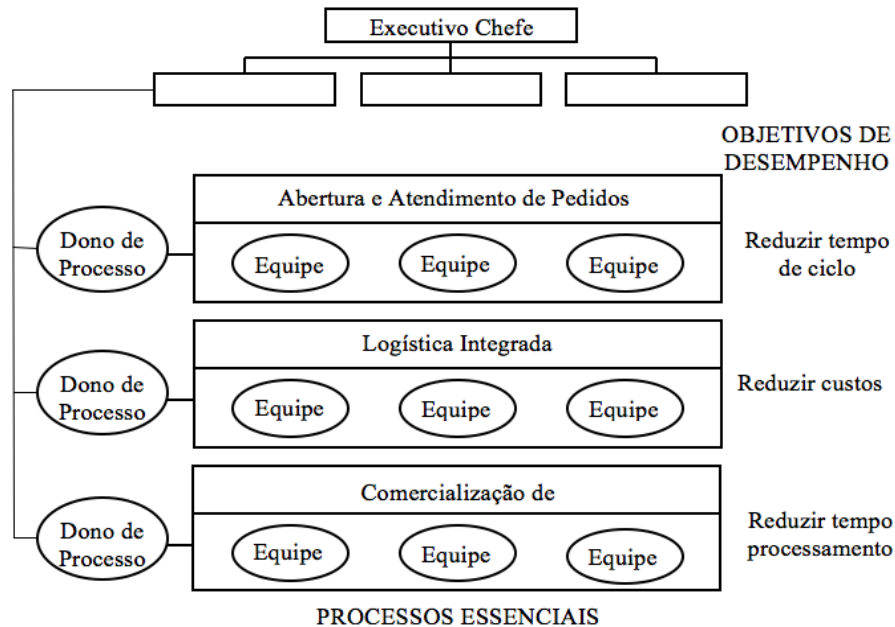 Executivo Chefe
OBJETIVOS DE
DESEMPENHO
Abertura e Atendimento de Pedidos
Dono de
Processo
Equipe
Equipe
Equipe
Reduzir tempo
de ciclo
Logística Integrada
Dono de
Processo
Equipe
Equipe
Equipe
Reduzir custos
Comercialização de
Dono de
Processo
Equipe
Equipe
Equipe
Reduzir tempo
processamento
PROCESSOS ESSENCIAIS